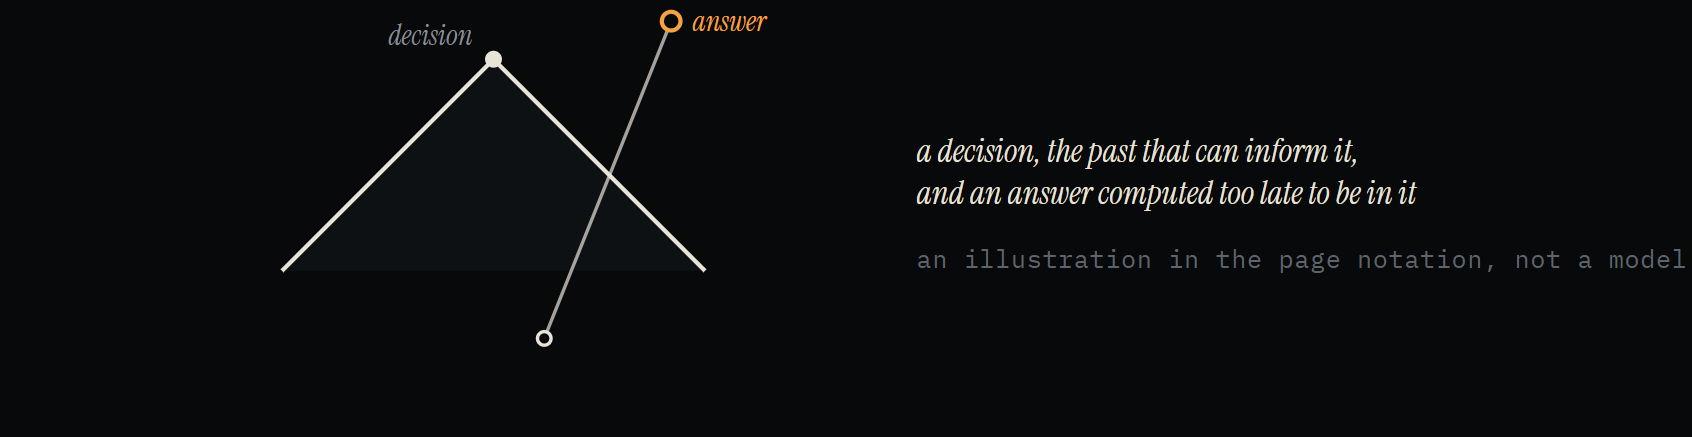 decision
answer
a decision, the past that can inform it,
and an answer computed too late to be in it
an illustration in the page notation, not a model